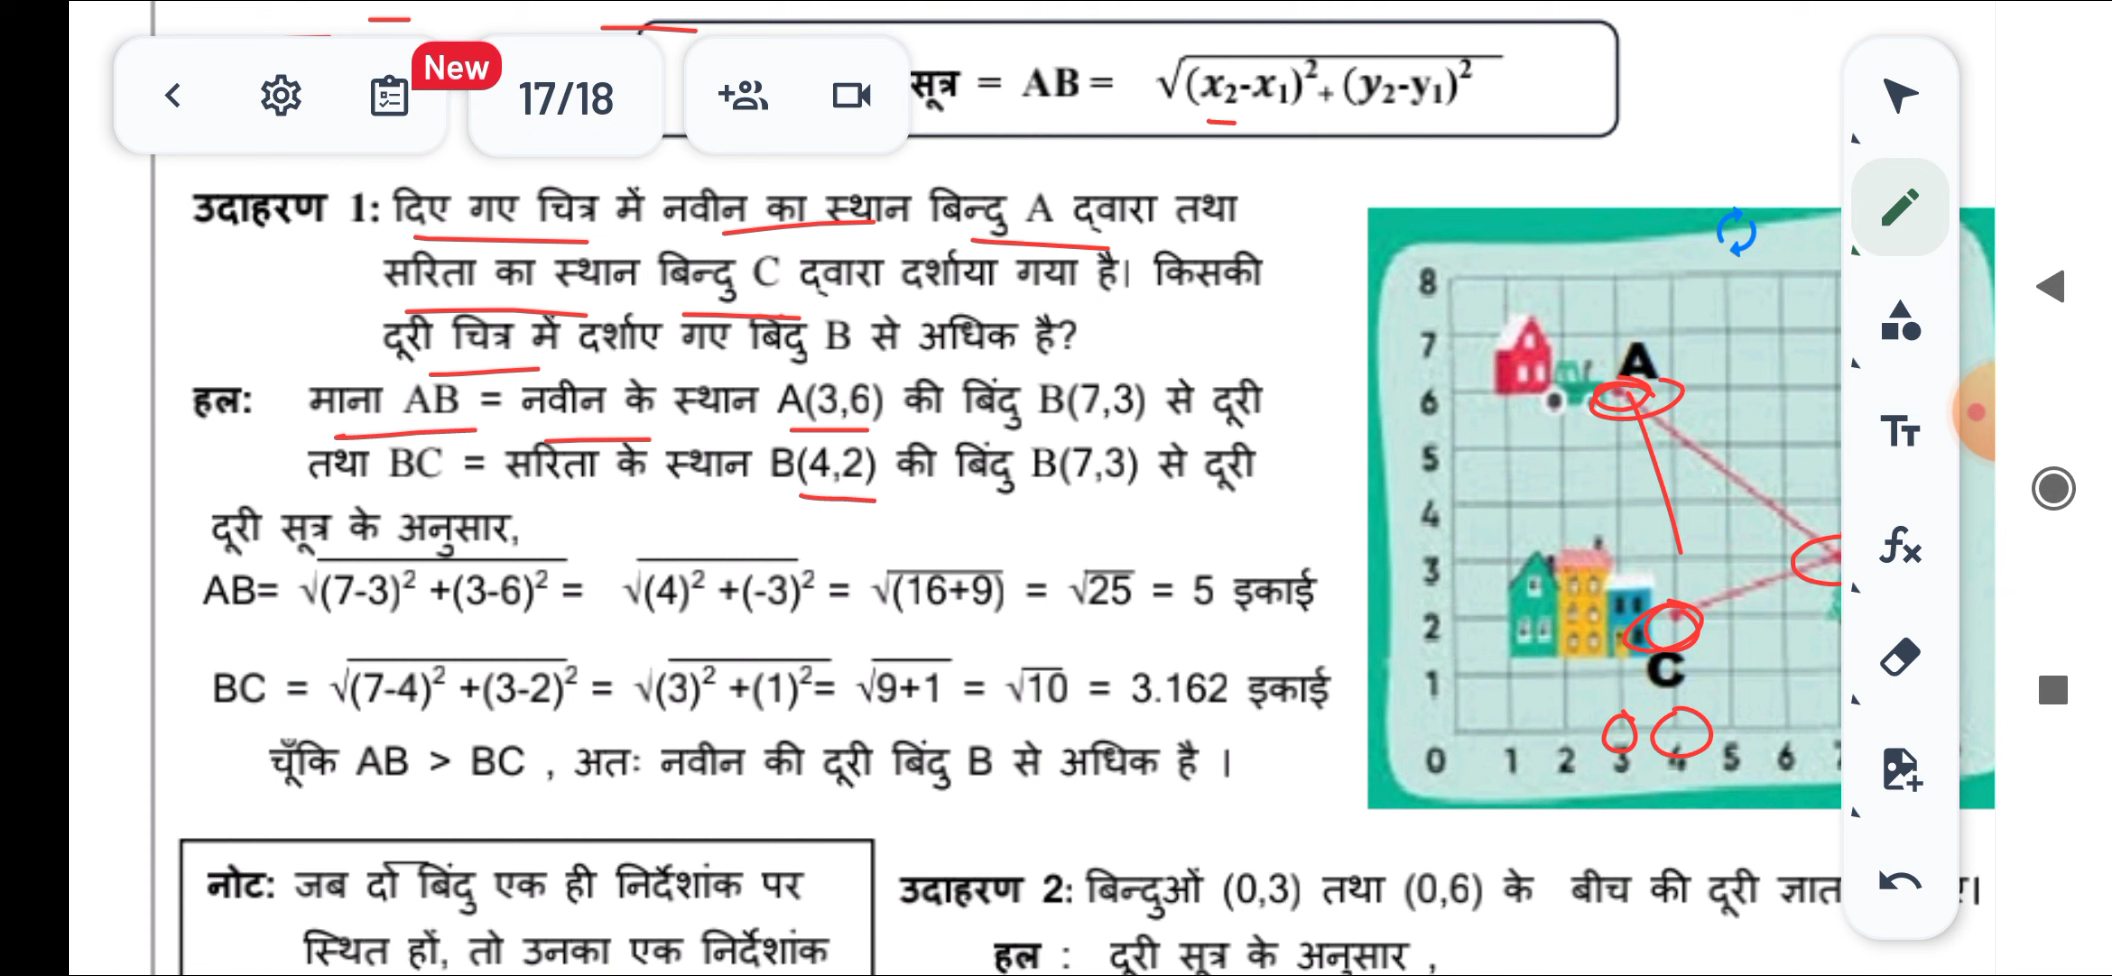 New
17/18
सूत्र = AB = √(x₂-x₁)²+ (y₂-y₁)²
उदाहरण 1: दिए गए चित्र में नवीन का स्थान बिन्दु A द्वारा तथा
सरिता का स्थान बिन्दु C द्वारा दर्शाया गया है। किसकी
दूरी चित्र में दर्शाए गए बिंदु B से अधिक है?
हल: माना AB = नवीन के स्थान A(3,6) की बिंदु B(7,3) से दूरी
तथा BC = सरिता के स्थान B(4,2) की बिंदु B(7,3) से दूरी
दूरी सूत्र के अनुसार,
AB= √(7-3)² +(3-6)² = √(4)² +(-3)² = √(16+9) = √25 = 5 इकाई
BC = √(7-4)² +(3-2)² = √(3)² +(1)²= √9+1 = √10 = 3.162 इकाई
चूँकि AB > BC , अतः नवीन की दूरी बिंदु B से अधिक है ।
8
7
A
6
5
4
3
2
C
1
0 1 2 3 4 5 6
नोट: जब दो बिंदु एक ही निर्देशांक पर
स्थित हों, तो उनका एक निर्देशांक
उदाहरण 2: बिन्दुओं (0,3) तथा (0,6) के बीच की दूरी ज्ञात
हल : दूरी सूत्र के अनुसार ,
Tт
fx